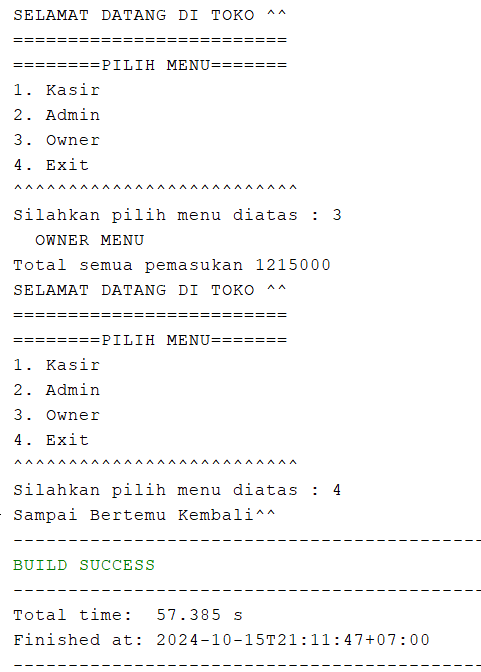 SELAMAT DATANG DI TOKO ^^
=========================
========PILIH MENU=======
1. Kasir
2. Admin
3. Owner
4. Exit
^^^^^^^^^^^^^^^^^^^^^^^^^^
Silahkan pilih menu diatas : 3
  OWNER MENU
Total semua pemasukan 1215000
SELAMAT DATANG DI TOKO ^^
=========================
========PILIH MENU=======
1. Kasir
2. Admin
3. Owner
4. Exit
^^^^^^^^^^^^^^^^^^^^^^^^^^
Silahkan pilih menu diatas : 4
Sampai Bertemu Kembali^^
-------------------------------------------
BUILD SUCCESS
-------------------------------------------
Total time:  57.385 s
Finished at: 2024-10-15T21:11:47+07:00
-------------------------------------------